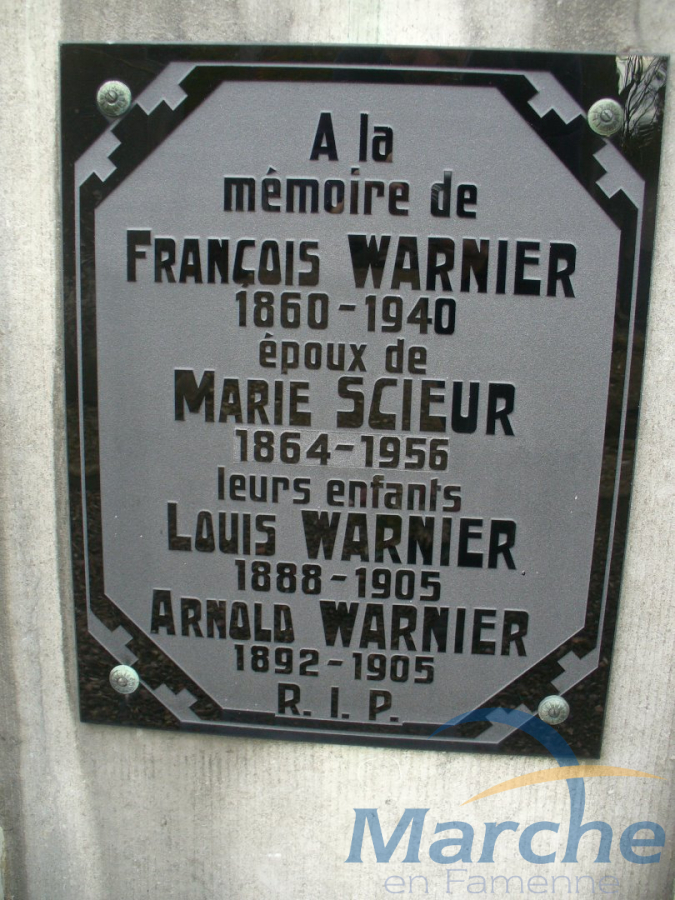 A la
mémoire de
FRANÇOIS WARNIER
1860-1940
époux de
MARIE SCIEUR
1864-1956
leurs enfants
LOUIS WARNIER
1888-1905
ARNOLD WARNIER
1892-1905
R. I. P.
Marche
en Famenne